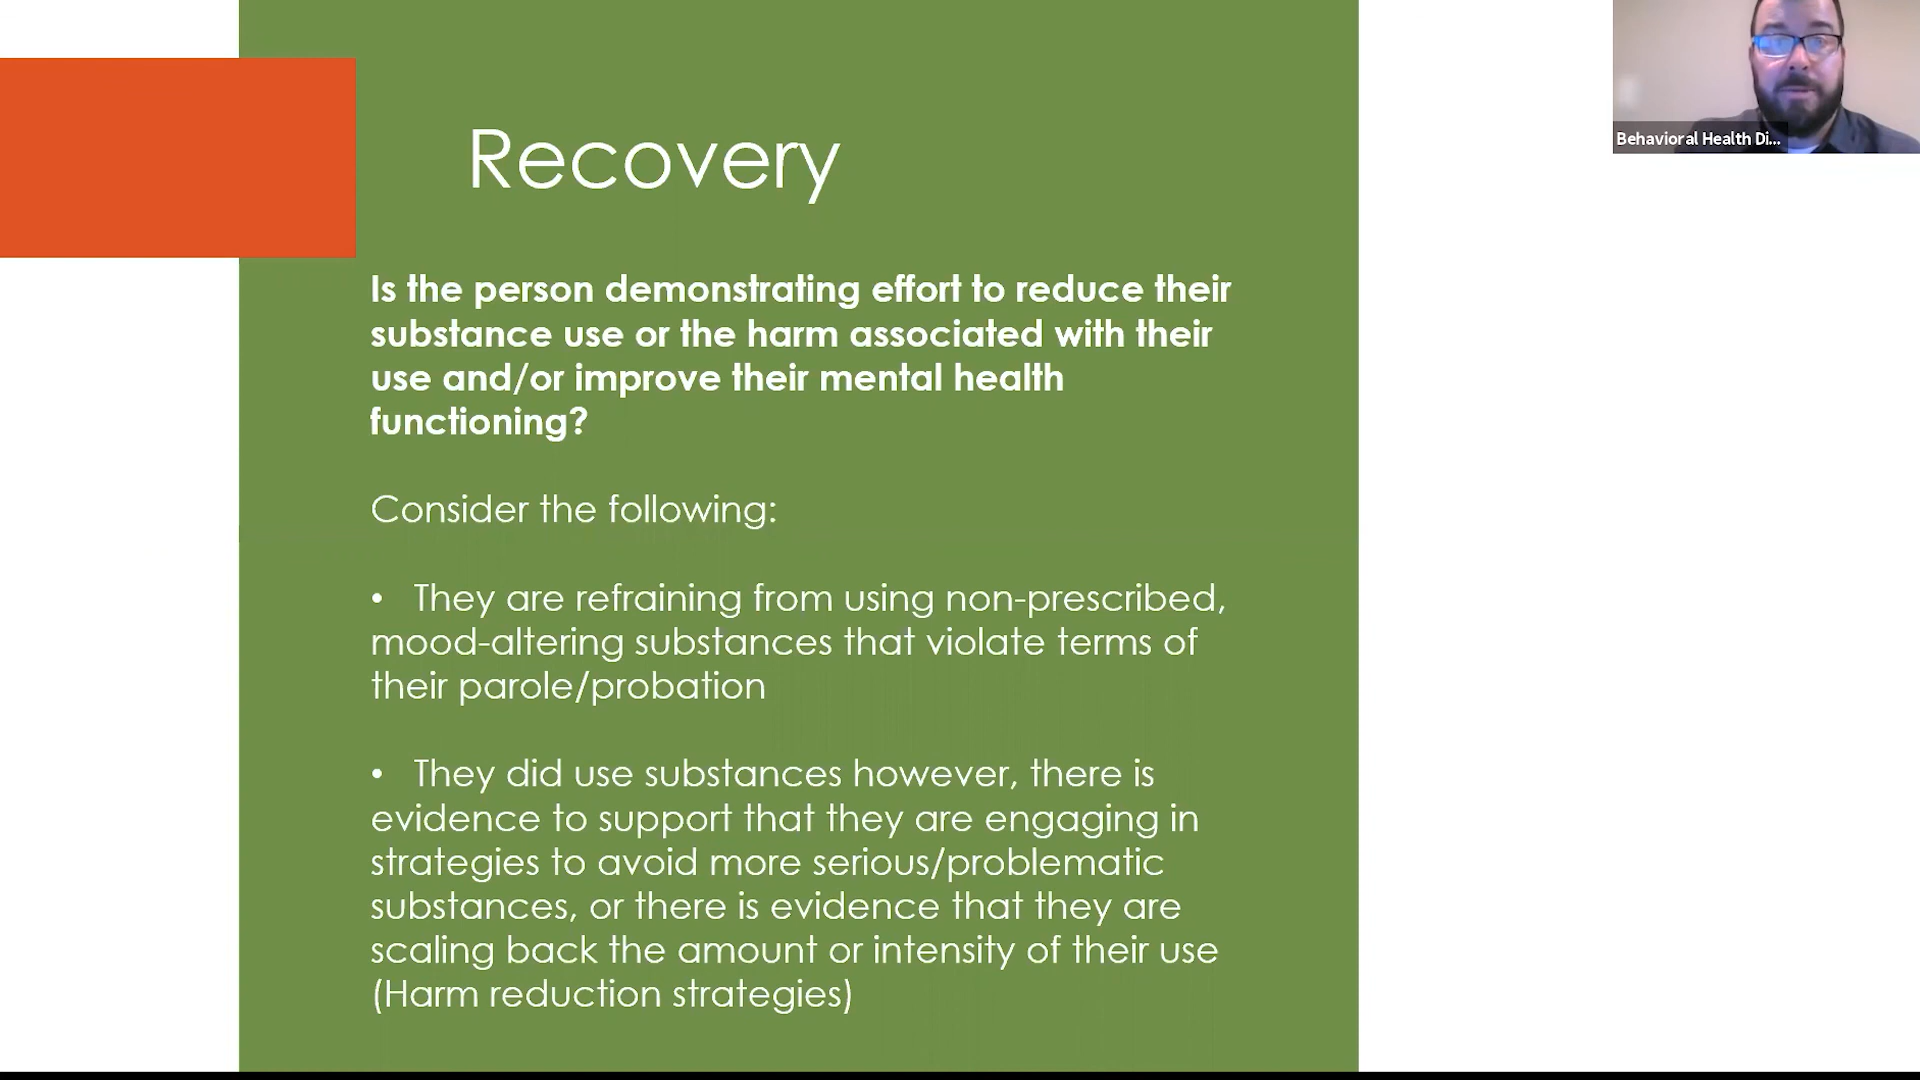 Recovery
Behavioral Health Di...
Is the person demonstrating effort to reduce their
substance use or the harm associated with their
use and/or improve their mental health
functioning?
Consider the following:
• They are refraining from using non-prescribed,
mood-altering substances that violate terms of
their parole/probation
• They did use substances however, there is
evidence to support that they are engaging in
strategies to avoid more serious/problematic
substances, or there is evidence that they are
scaling back the amount or intensity of their use
(Harm reduction strategies)